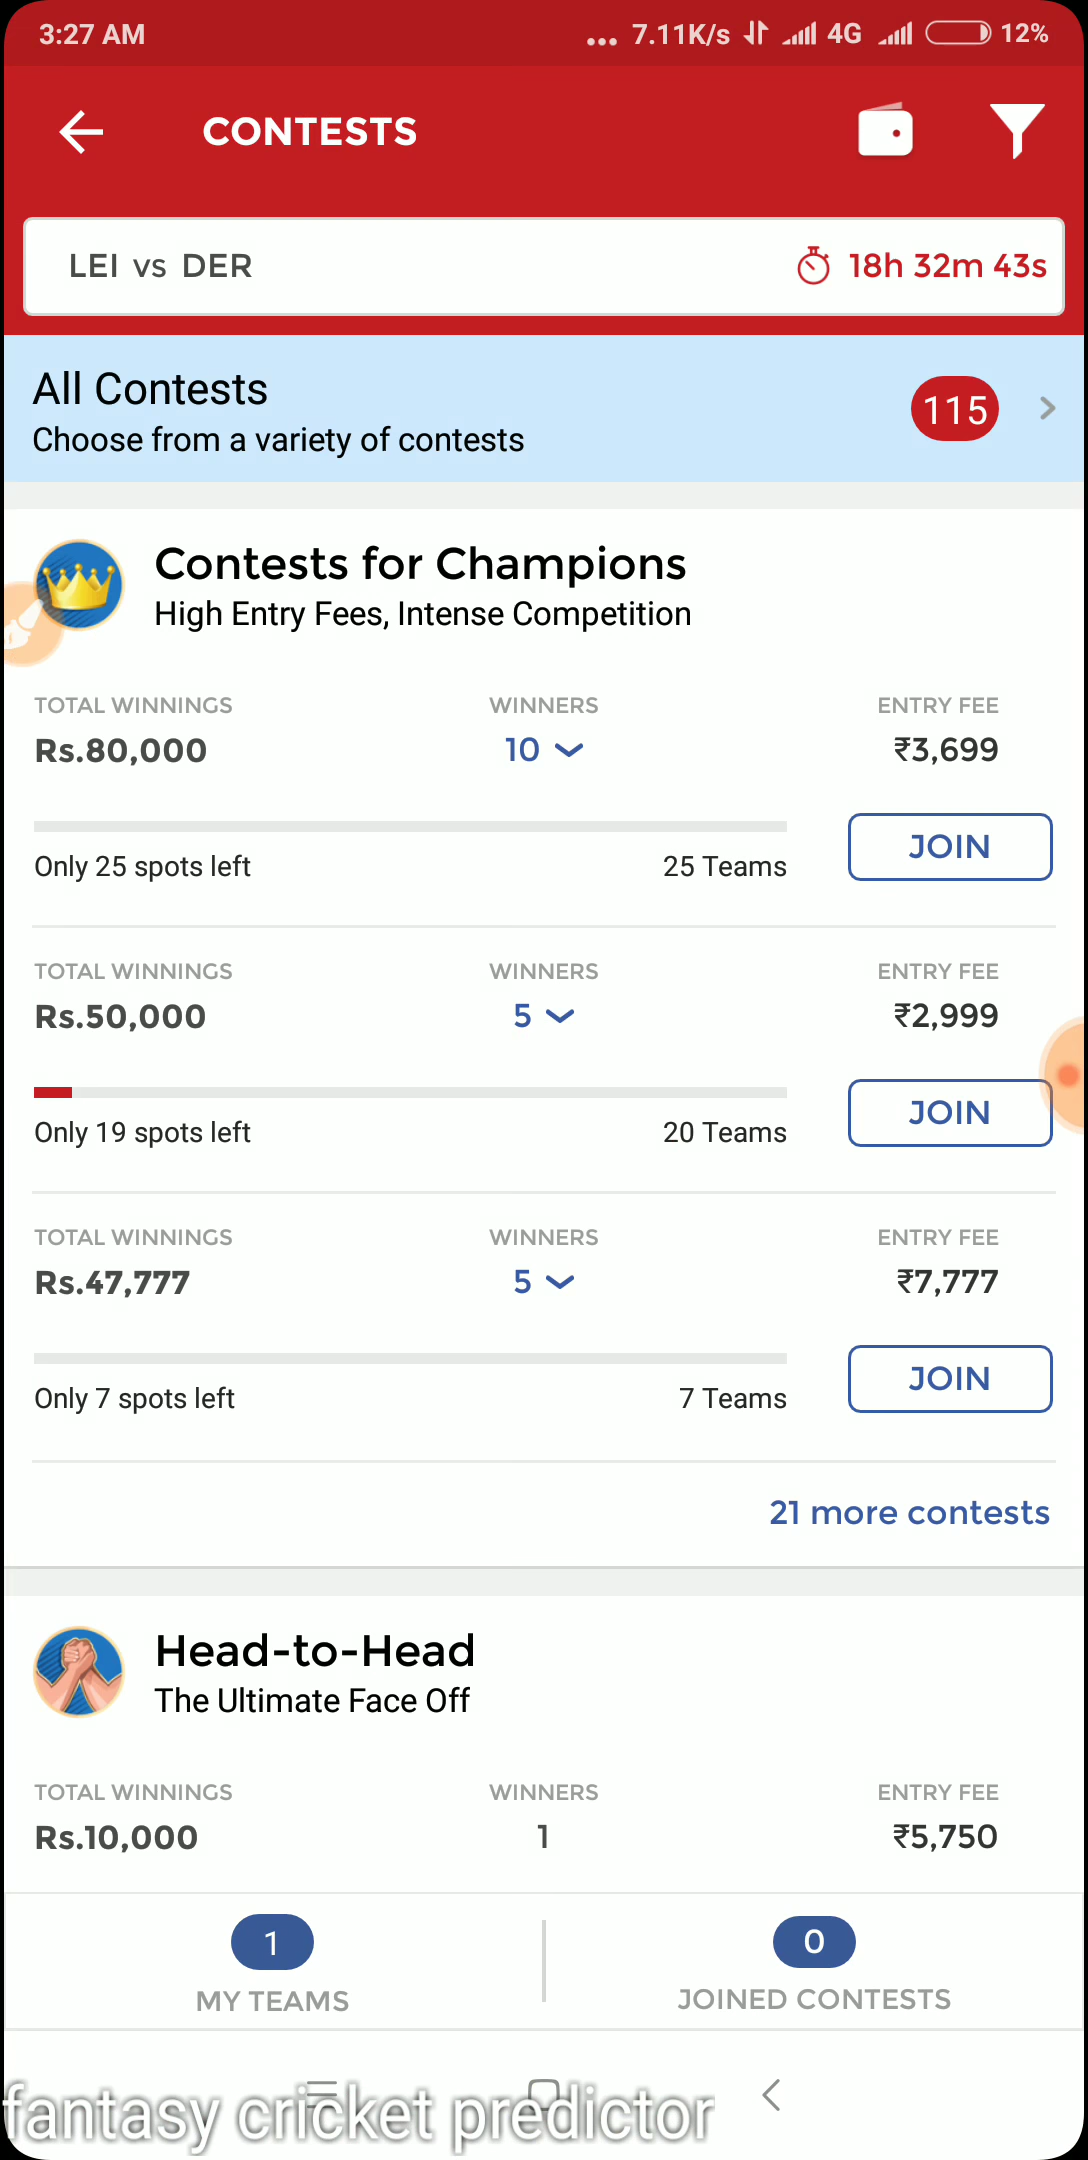 3:27 AM ... 7.11K/s 4G 12%
CONTESTS
LEI vs DER 18h 32m 43s
All Contests
Choose from a variety of contests
115
Contests for Champions
High Entry Fees, Intense Competition
TOTAL WINNINGS WINNERS ENTRY FEE
Rs.80,000 10 ₹3,699
Only 25 spots left 25 Teams JOIN
TOTAL WINNINGS WINNERS ENTRY FEE
Rs.50,000 5 ₹2,999
Only 19 spots left 20 Teams JOIN
TOTAL WINNINGS WINNERS ENTRY FEE
Rs.47,777 5 ₹7,777
Only 7 spots left 7 Teams JOIN
21 more contests
Head-to-Head
The Ultimate Face Off
TOTAL WINNINGS WINNERS ENTRY FEE
Rs.10,000 1 ₹5,750
1 0
MY TEAMS JOINED CONTESTS
fantasy cricket predictor